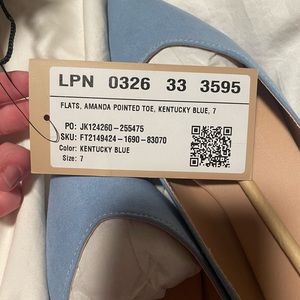 LPN 0326 33 3595
FLATS, AMANDA POINTED TOE, KENTUCKY BLUE, 7
PO: JK124260-255475
SKU: FT2149424-1690-83070
Color: KENTUCKY BLUE
Size: 7